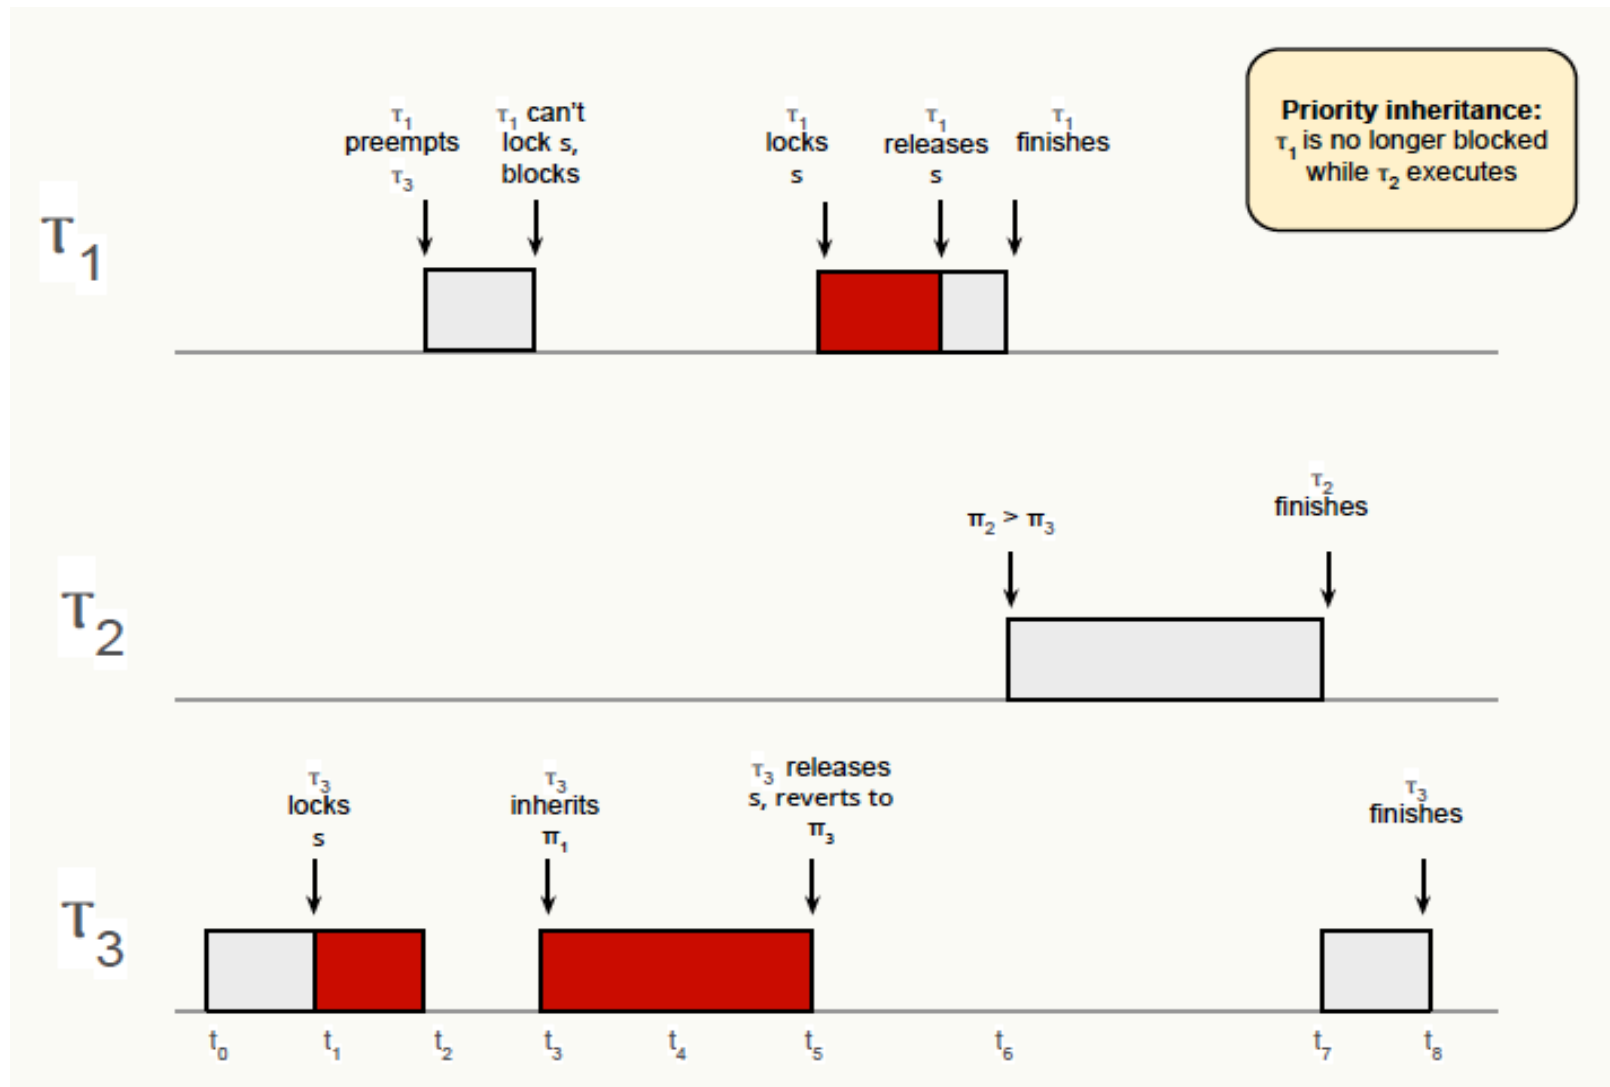 τ1
preempts
τ3
τ1 can't
lock s,
blocks
τ1
locks
s
τ1
releases
s
τ1
finishes
Priority inheritance:
τ1 is no longer blocked
while τ2 executes
τ1
π2 > π3
τ2
finishes
τ2
τ3
locks
s
τ3
inherits
π1
τ3 releases
s, reverts to
π3
τ3
finishes
τ3
t0 t1 t2 t3 t4 t5 t6 t7 t8